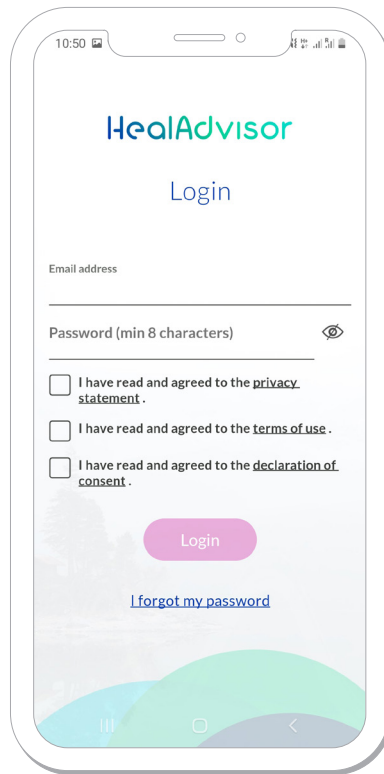 10:50
HealAdvisor
Login
Email address
Password (min 8 characters)
I have read and agreed to the privacy
statement .
I have read and agreed to the terms of use .
I have read and agreed to the declaration of
consent .
Login
I forgot my password